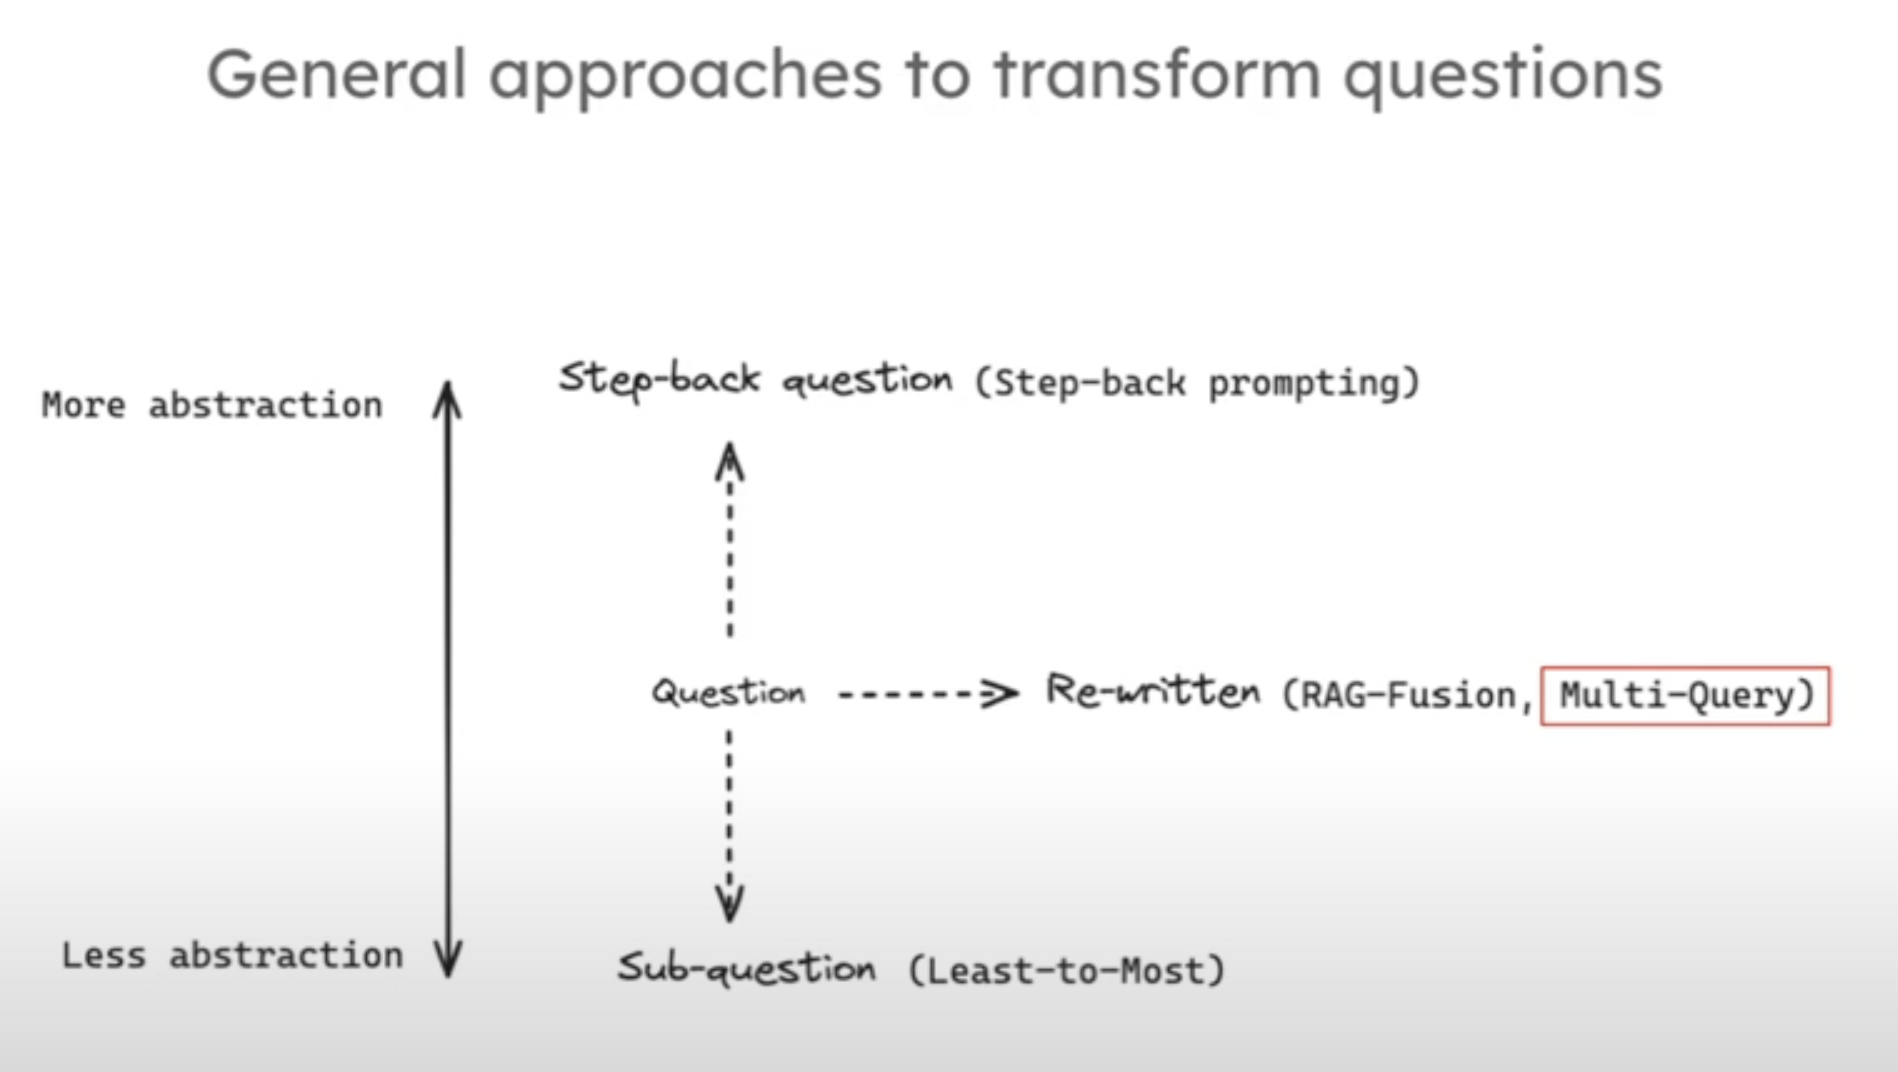 General approaches to transform questions
More abstraction
Step-back question (Step-back prompting)
Question
Re-written (RAG-Fusion, Multi-Query)
Less abstraction
Sub-question (Least-to-Most)